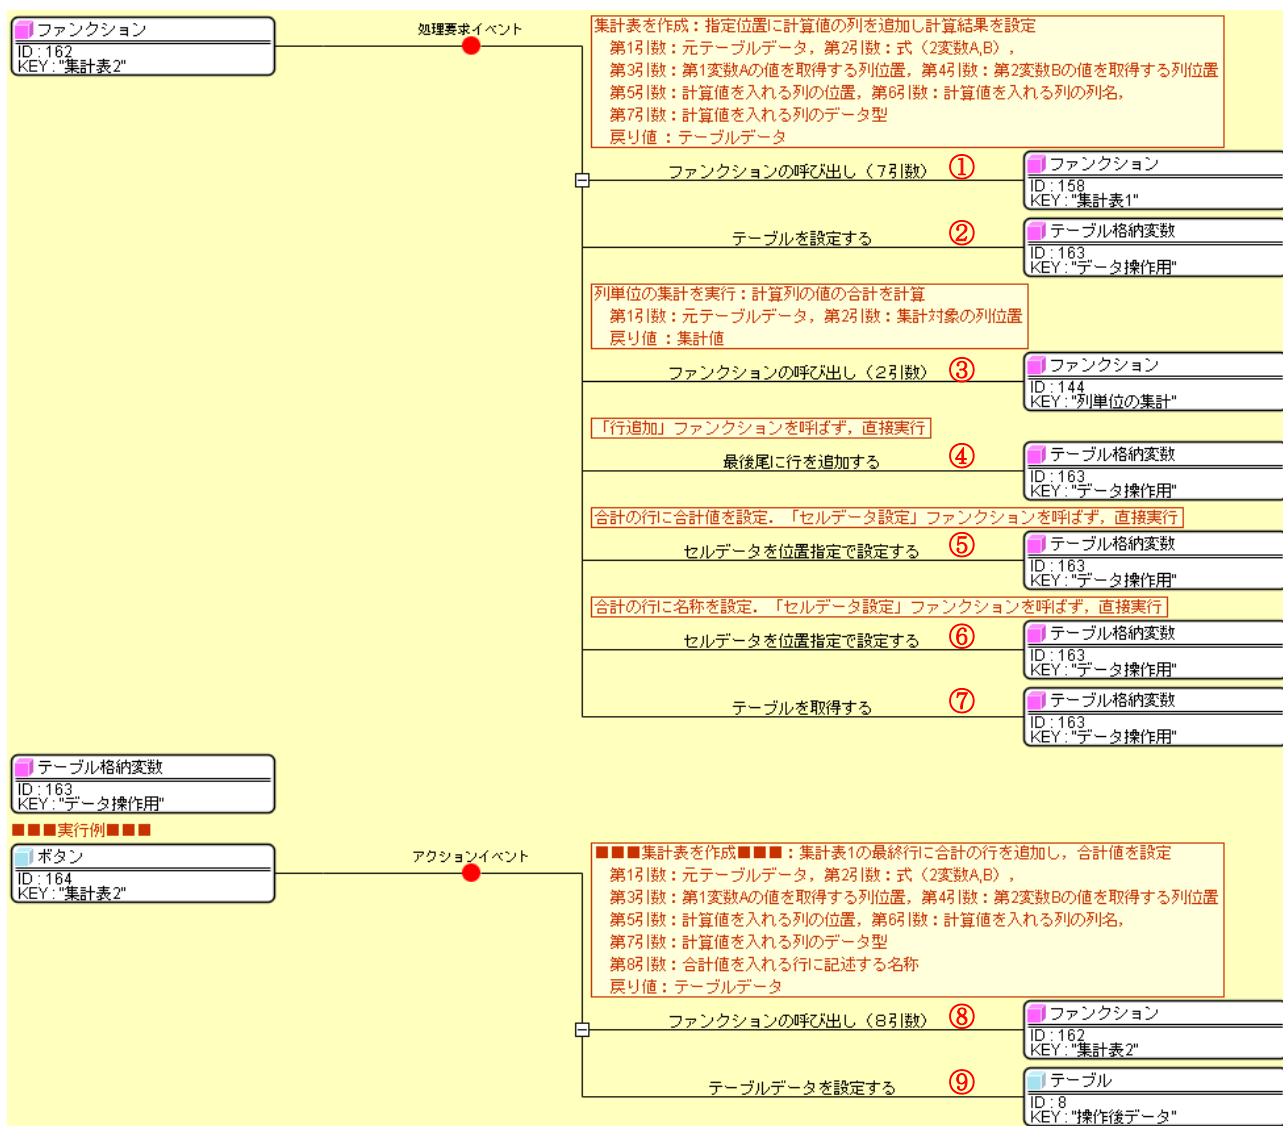 ファンクション
ID : 162
KEY : "集計表2"
処理要求イベント
集計表を作成：指定位置に計算値の列を追加し計算結果を設定
第1引数：元テーブルデータ，第2引数：式（2変数A,B），
第3引数：第1変数Aの値を取得する列位置，第4引数：第2変数Bの値を取得する列位置
第5引数：計算値を入れる列の位置，第6引数：計算値を入れる列の列名，
第7引数：計算値を入れる列のデータ型
戻り値：テーブルデータ
ファンクションの呼び出し（7引数） ①
ファンクション
ID : 158
KEY : "集計表1"
テーブルを設定する ②
テーブル格納変数
ID : 163
KEY : "データ操作用"
列単位の集計を実行：計算列の値の合計を計算
第1引数：元テーブルデータ，第2引数：集計対象の列位置
戻り値：集計値
ファンクションの呼び出し（2引数） ③
ファンクション
ID : 144
KEY : "列単位の集計"
「行追加」ファンクションを呼ばず，直接実行
最後尾に行を追加する ④
テーブル格納変数
ID : 163
KEY : "データ操作用"
合計の行に合計値を設定．「セルデータ設定」ファンクションを呼ばず，直接実行
セルデータを位置指定で設定する ⑤
テーブル格納変数
ID : 163
KEY : "データ操作用"
合計の行に名称を設定．「セルデータ設定」ファンクションを呼ばず，直接実行
セルデータを位置指定で設定する ⑥
テーブル格納変数
ID : 163
KEY : "データ操作用"
テーブルを取得する ⑦
テーブル格納変数
ID : 163
KEY : "データ操作用"
テーブル格納変数
ID : 163
KEY : "データ操作用"
■■■実行例■■■
ボタン
ID : 164
KEY : "集計表2"
アクションイベント
■■■集計表を作成■■■：集計表1の最終行に合計の行を追加し，合計値を設定
第1引数：元テーブルデータ，第2引数：式（2変数A,B），
第3引数：第1変数Aの値を取得する列位置，第4引数：第2変数Bの値を取得する列位置
第5引数：計算値を入れる列の位置，第6引数：計算値を入れる列の列名，
第7引数：計算値を入れる列のデータ型
第8引数：合計値を入れる行に記述する名称
戻り値：テーブルデータ
ファンクションの呼び出し（8引数） ⑧
ファンクション
ID : 162
KEY : "集計表2"
テーブルデータを設定する ⑨
テーブル
ID : 8
KEY : "操作後データ"